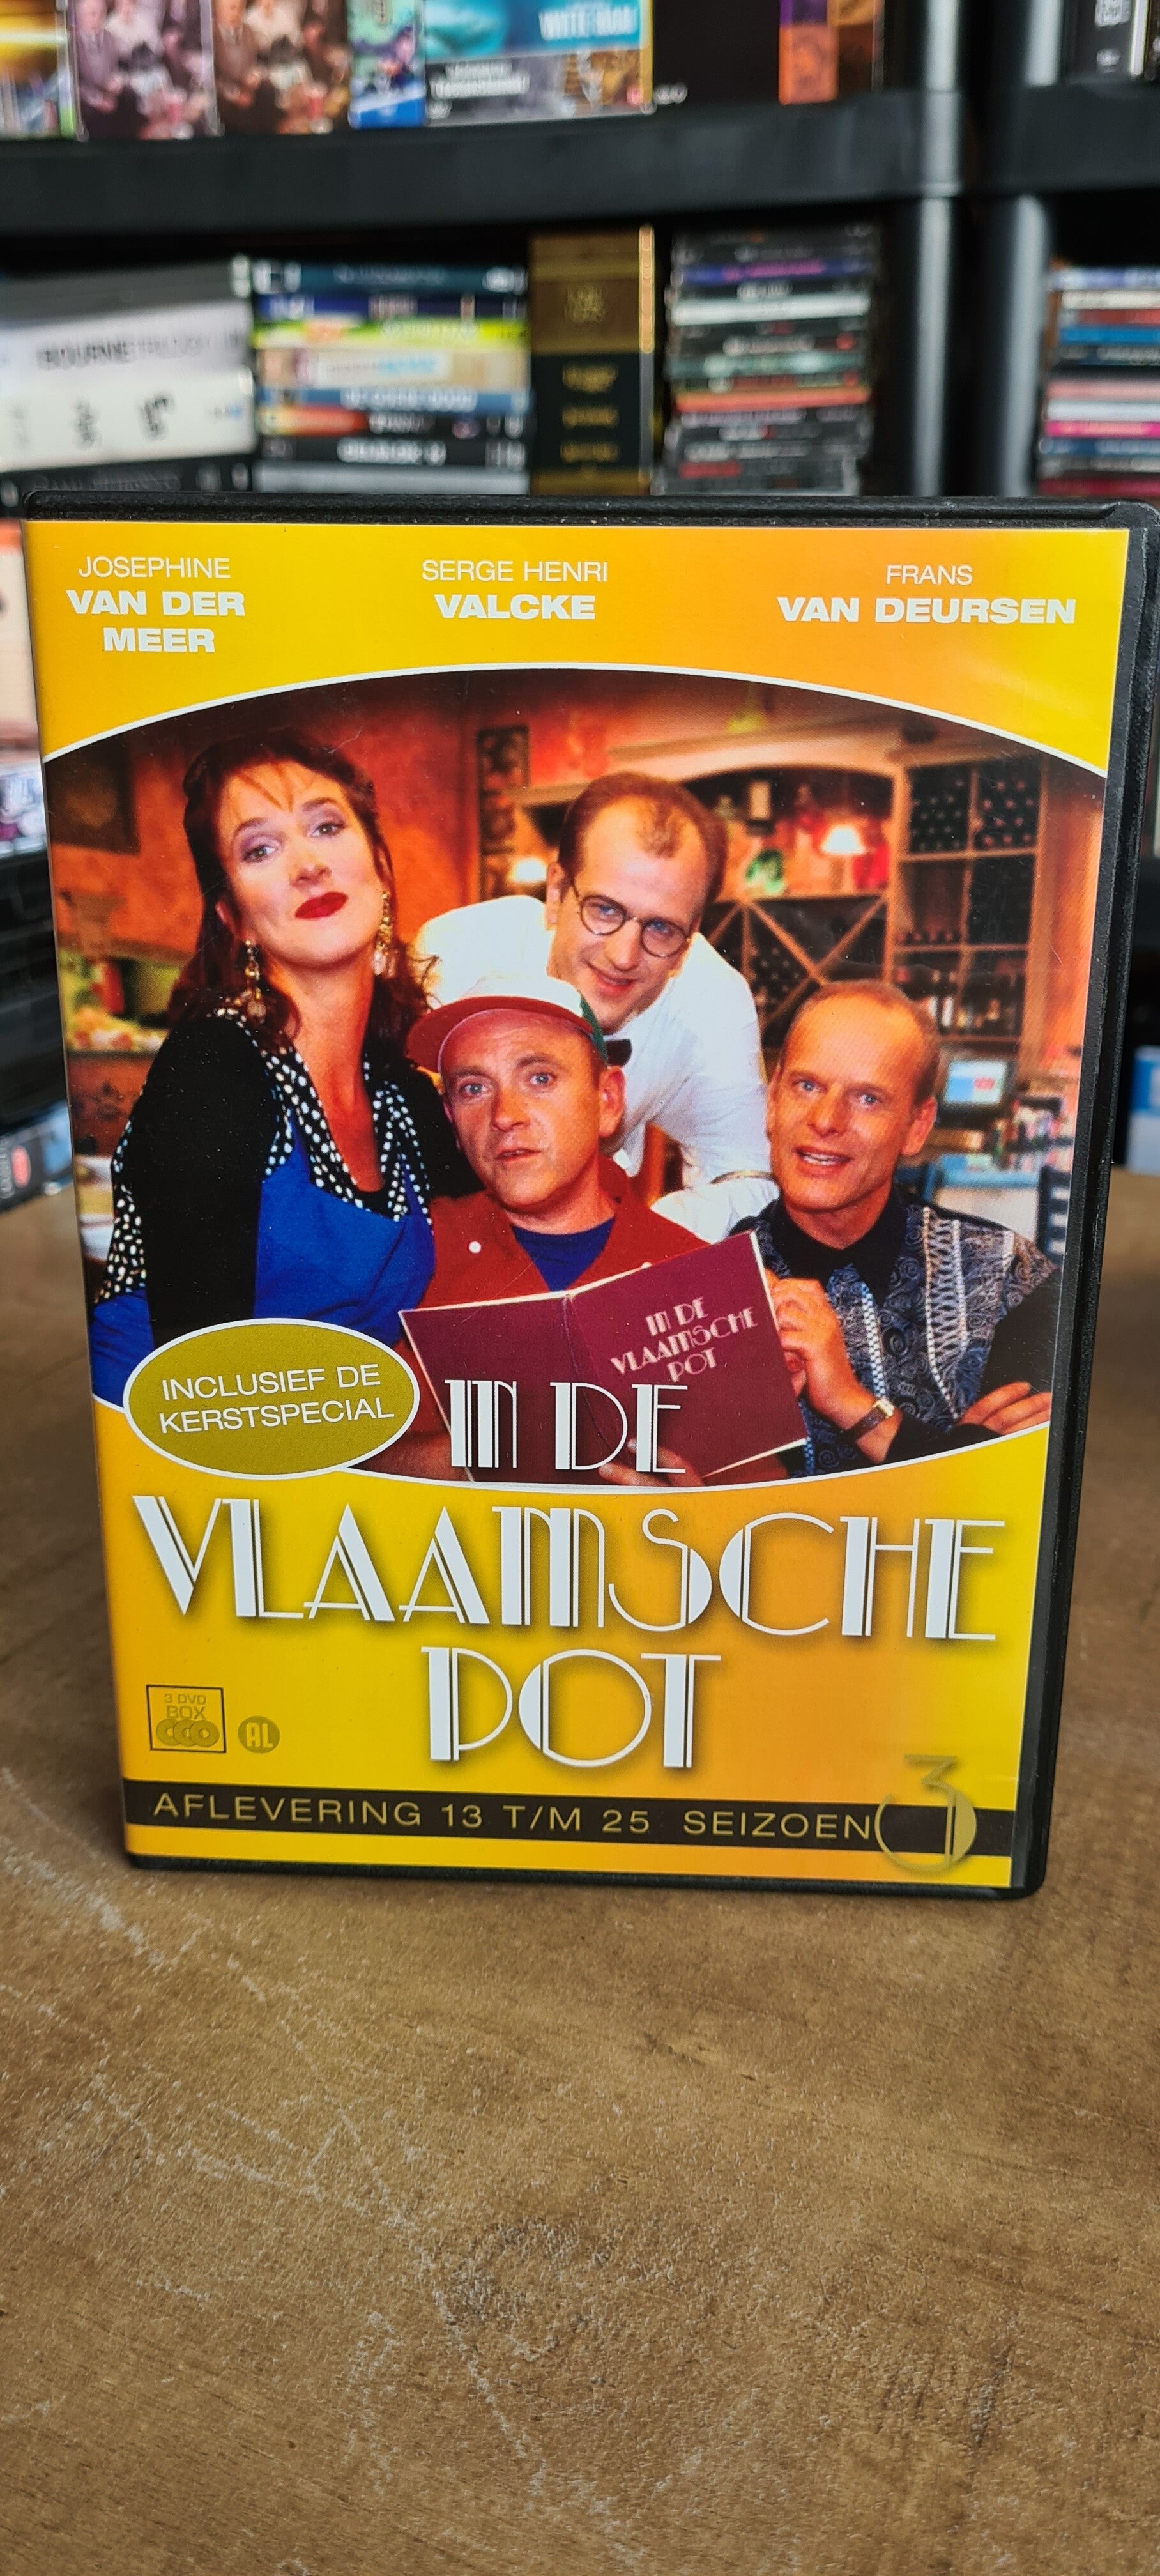 BOURNE
JOSEPHINE
VAN DER
MEER
SERGE HENRI
VALCKE
FRANS
VAN DEURSEN
IN DE
VLAAMSCHE
POT
INCLUSIEF DE
KERSTSPECIAL
IN DE
VLAAMSCHE
POT
3 DVD
BOX
AL
AFLEVERING 13 T/M 25 SEIZOEN 3